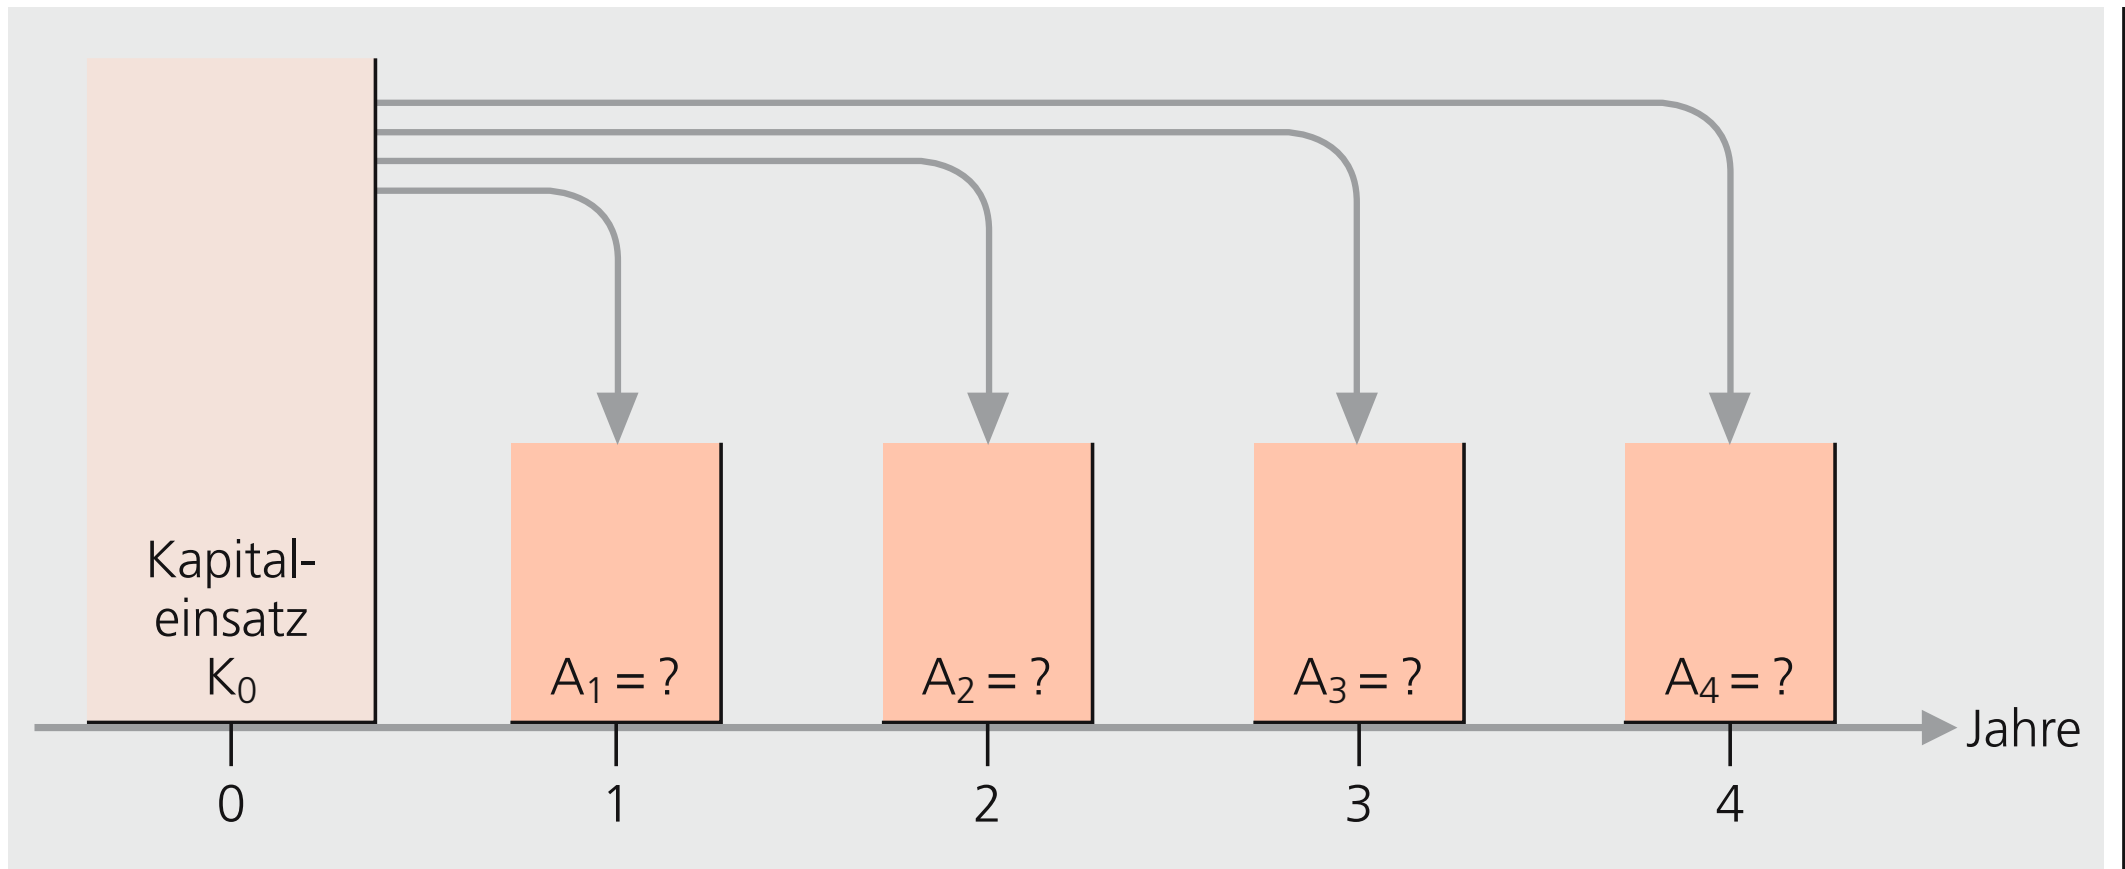 Kapital-
einsatz
K₀
A₁ = ?
A₂ = ?
A₃ = ?
A₄ = ?
Jahre
0
1
2
3
4